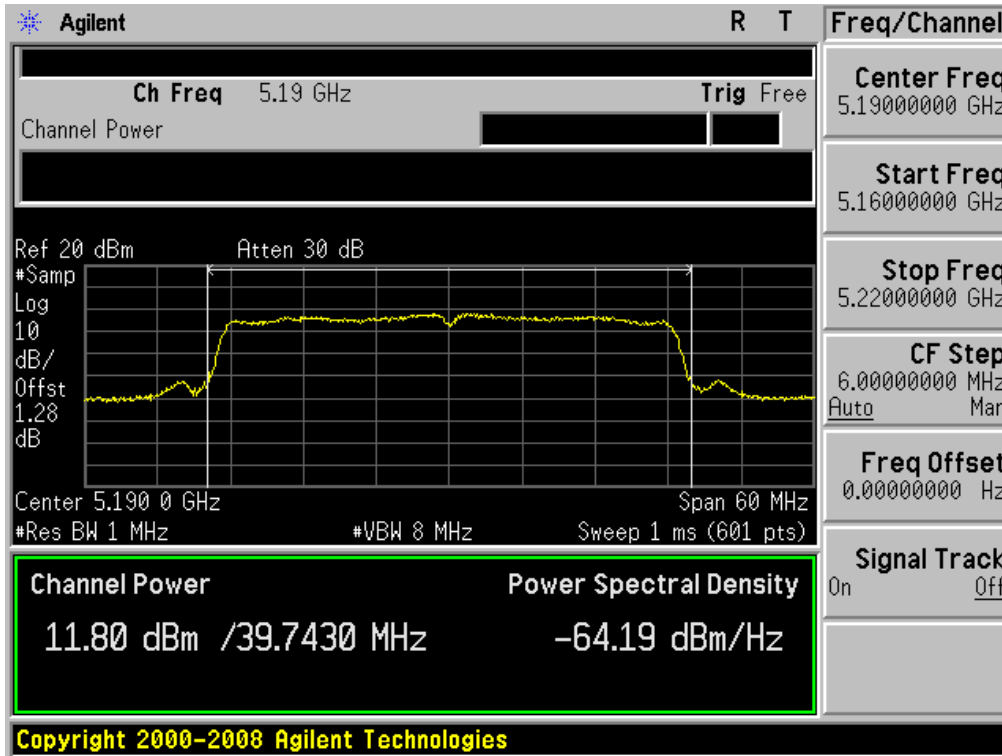 Agilent R T Freq/Channel
Ch Freq 5.19 GHz Trig Free
Channel Power
Center Freq
5.19000000 GHz
Start Freq
5.16000000 GHz
Stop Freq
5.22000000 GHz
CF Step
6.00000000 MHz
Auto Man
Freq Offset
0.00000000 Hz
Signal Track
On Off
Ref 20 dBm Atten 30 dB
#Samp
Log
10
dB/
Offst
1.28
dB
Center 5.190 0 GHz Span 60 MHz
#Res BW 1 MHz #VBW 8 MHz Sweep 1 ms (601 pts)
Channel Power Power Spectral Density
11.80 dBm /39.7430 MHz -64.19 dBm/Hz
Copyright 2000-2008 Agilent Technologies